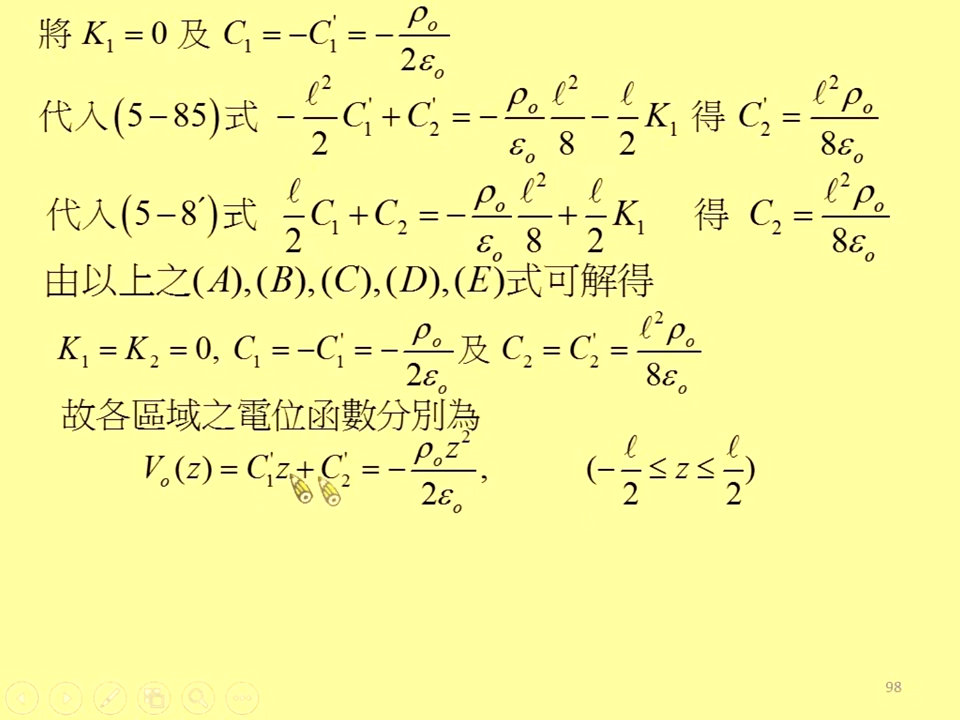 將 K₁ = 0 及 C₁ = −C₁' = −ρₒ/2εₒ
代入(5−85)式 −ℓ²/2 C₁' + C₂' = −ρₒ/εₒ ℓ²/8 − ℓ/2 K₁ 得 C₂' = ℓ²ρₒ/8εₒ
代入(5−8′)式 ℓ/2 C₁ + C₂ = −ρₒ/εₒ ℓ²/8 + ℓ/2 K₁ 得 C₂ = ℓ²ρₒ/8εₒ
由以上之(A),(B),(C),(D),(E)式可解得
K₁ = K₂ = 0, C₁ = −C₁' = −ρₒ/2εₒ 及 C₂ = C₂' = ℓ²ρₒ/8εₒ
故各區域之電位函數分別為
Vₒ(z) = C₁'z + C₂' = −ρₒz²/2εₒ, (−ℓ/2 ≤ z ≤ ℓ/2)
98